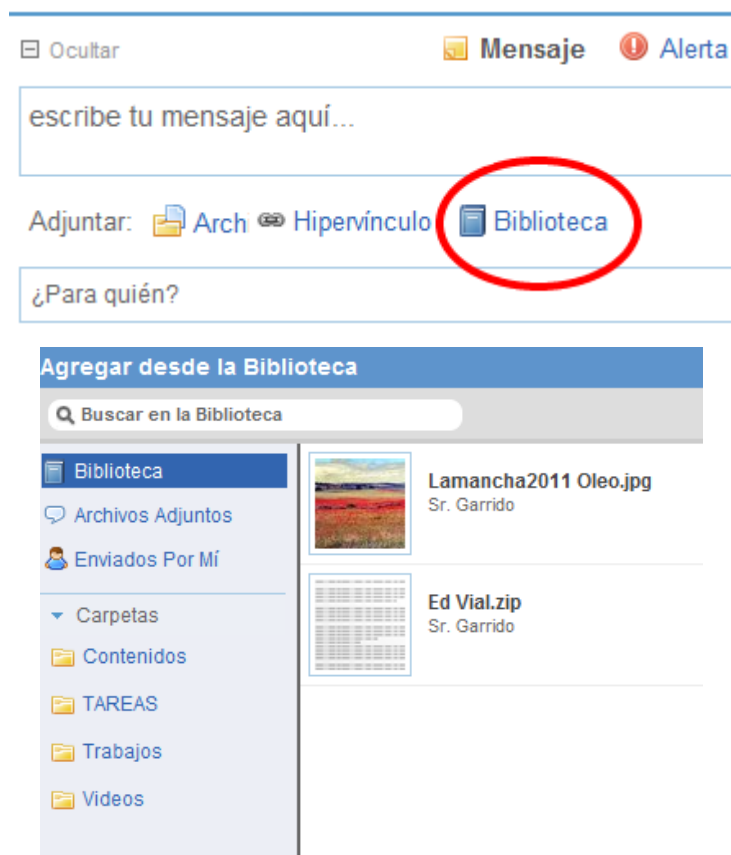 Ocultar Mensaje Alerta
escribe tu mensaje aquí...
Adjuntar: Arch Hipervínculo Biblioteca
¿Para quién?
Agregar desde la Biblioteca
Buscar en la Biblioteca
Biblioteca
Archivos Adjuntos
Enviados Por Mí
Carpetas
Contenidos
TAREAS
Trabajos
Videos
Lamancha2011 Oleo.jpg
Sr. Garrido
Ed Vial.zip
Sr. Garrido